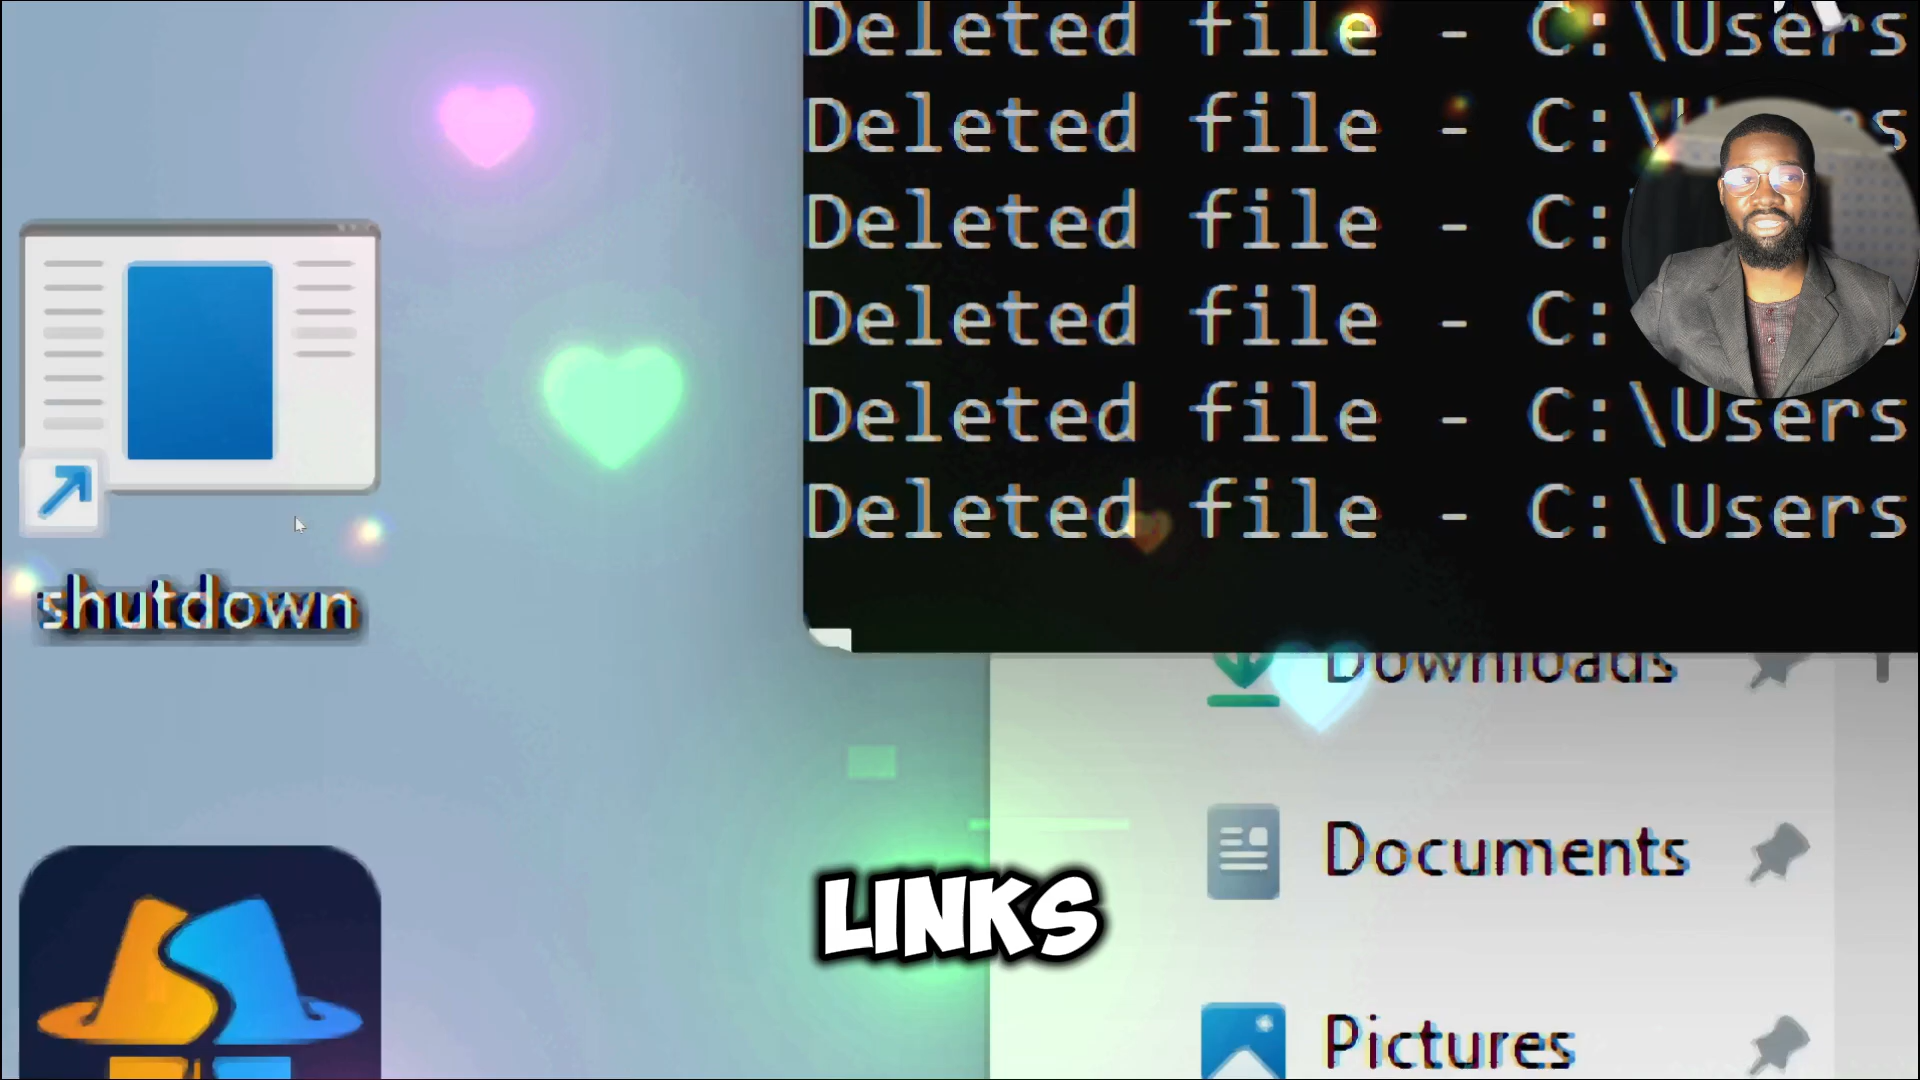 Deleted file - C:\Users
Deleted file - C:\
Deleted file - C:
Deleted file - C:
Deleted file - C:\Users
Deleted file - C:\Users
shutdown
Downloads
Documents
Pictures
LINKS